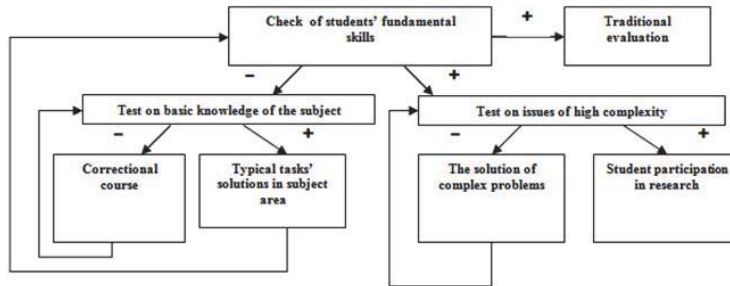 Check of students' fundamental
skills
+
Traditional
evaluation
−
+
Test on basic knowledge of the subject
Test on issues of high complexity
−
+
−
+
Correctional
course
Typical tasks'
solutions in subject
area
The solution of
complex problems
Student participation
in research